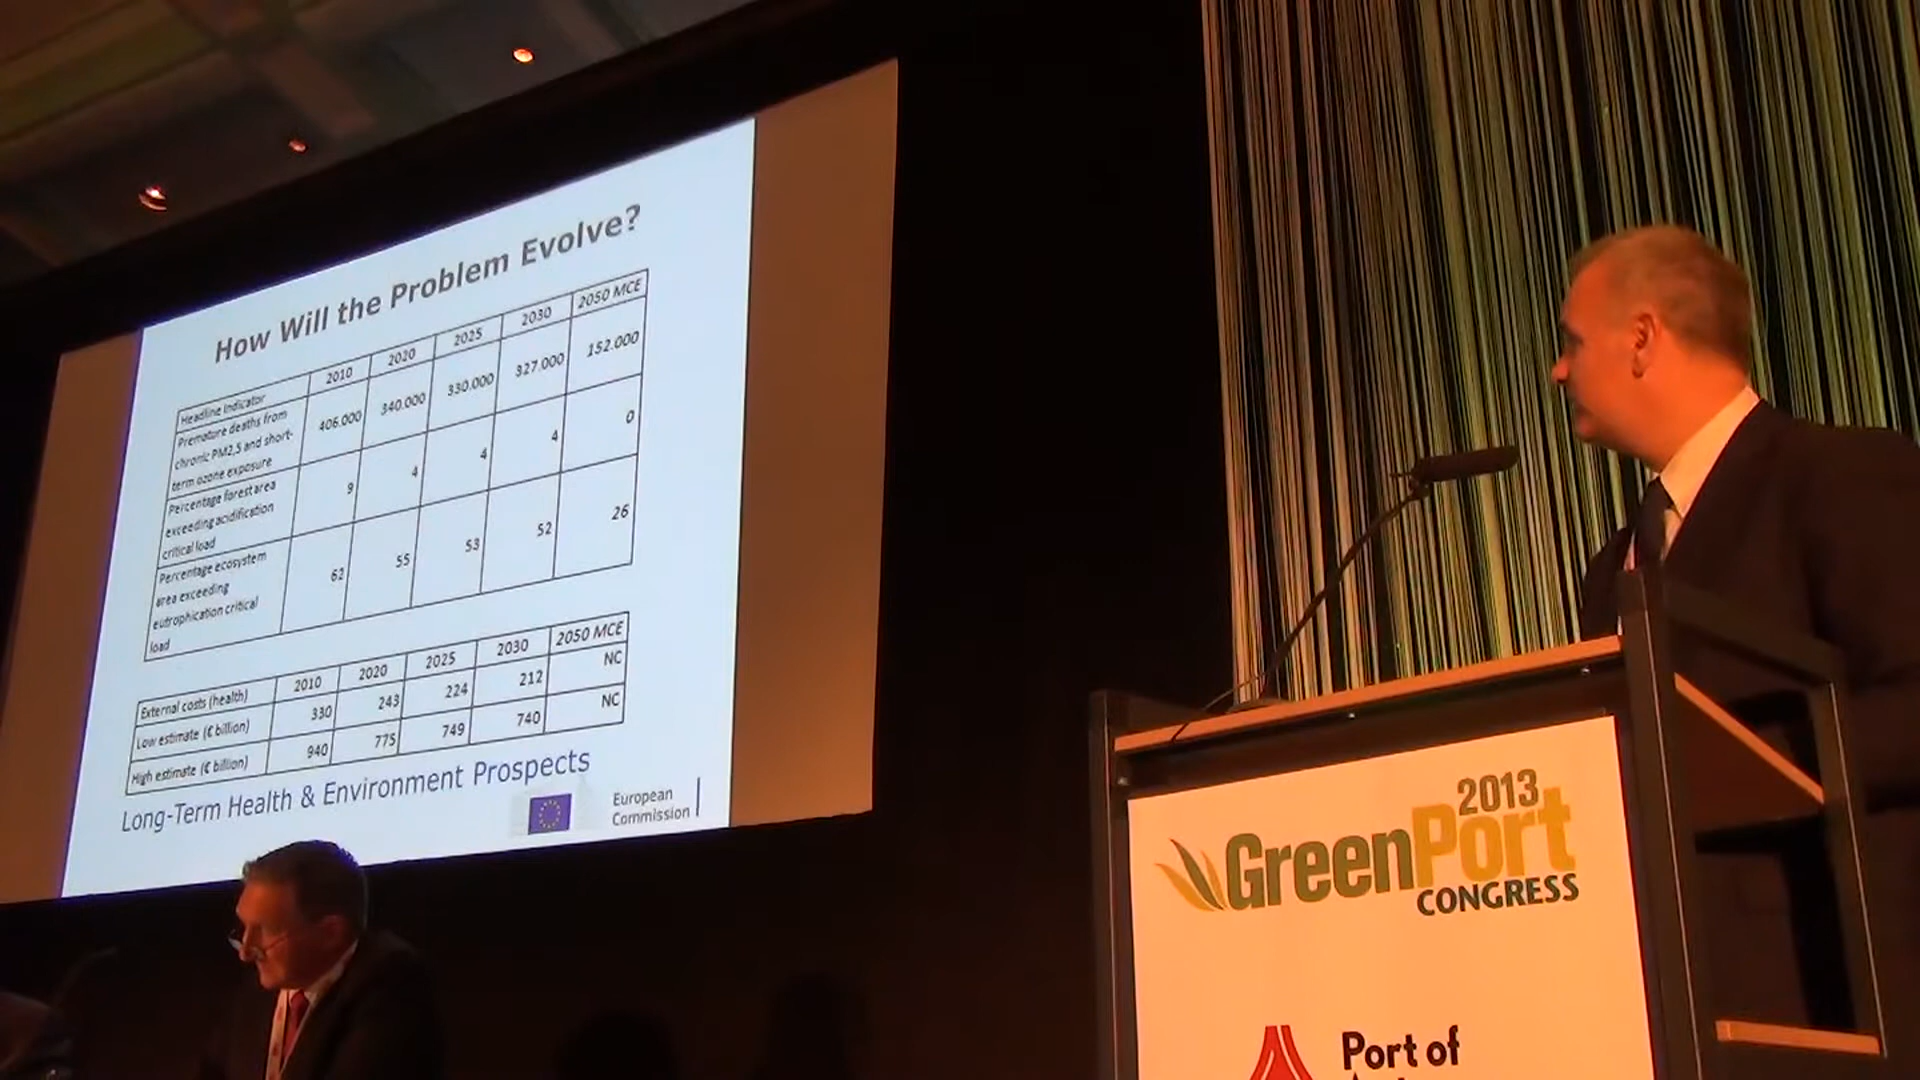 How Will the Problem Evolve?
Headline Indicator 2010 2020 2025 2030 2050 MCE
Premature deaths from
chronic PM2,5 and short-
term ozone exposure 406.000 340.000 330.000 327.000 152.000
Percentage forest area
exceeding acidification
critical load 9 4 4 4 0
Percentage ecosystem
area exceeding
eutrophication critical
load 62 55 53 52 26
External costs (health) 2010 2020 2025 2030 2050 MCE
Low estimate (€ billion) 330 243 224 212 NC
High estimate (€ billion) 940 775 749 740 NC
Long-Term Health & Environment Prospects
European
Commission
2013
GreenPort
CONGRESS
Port of